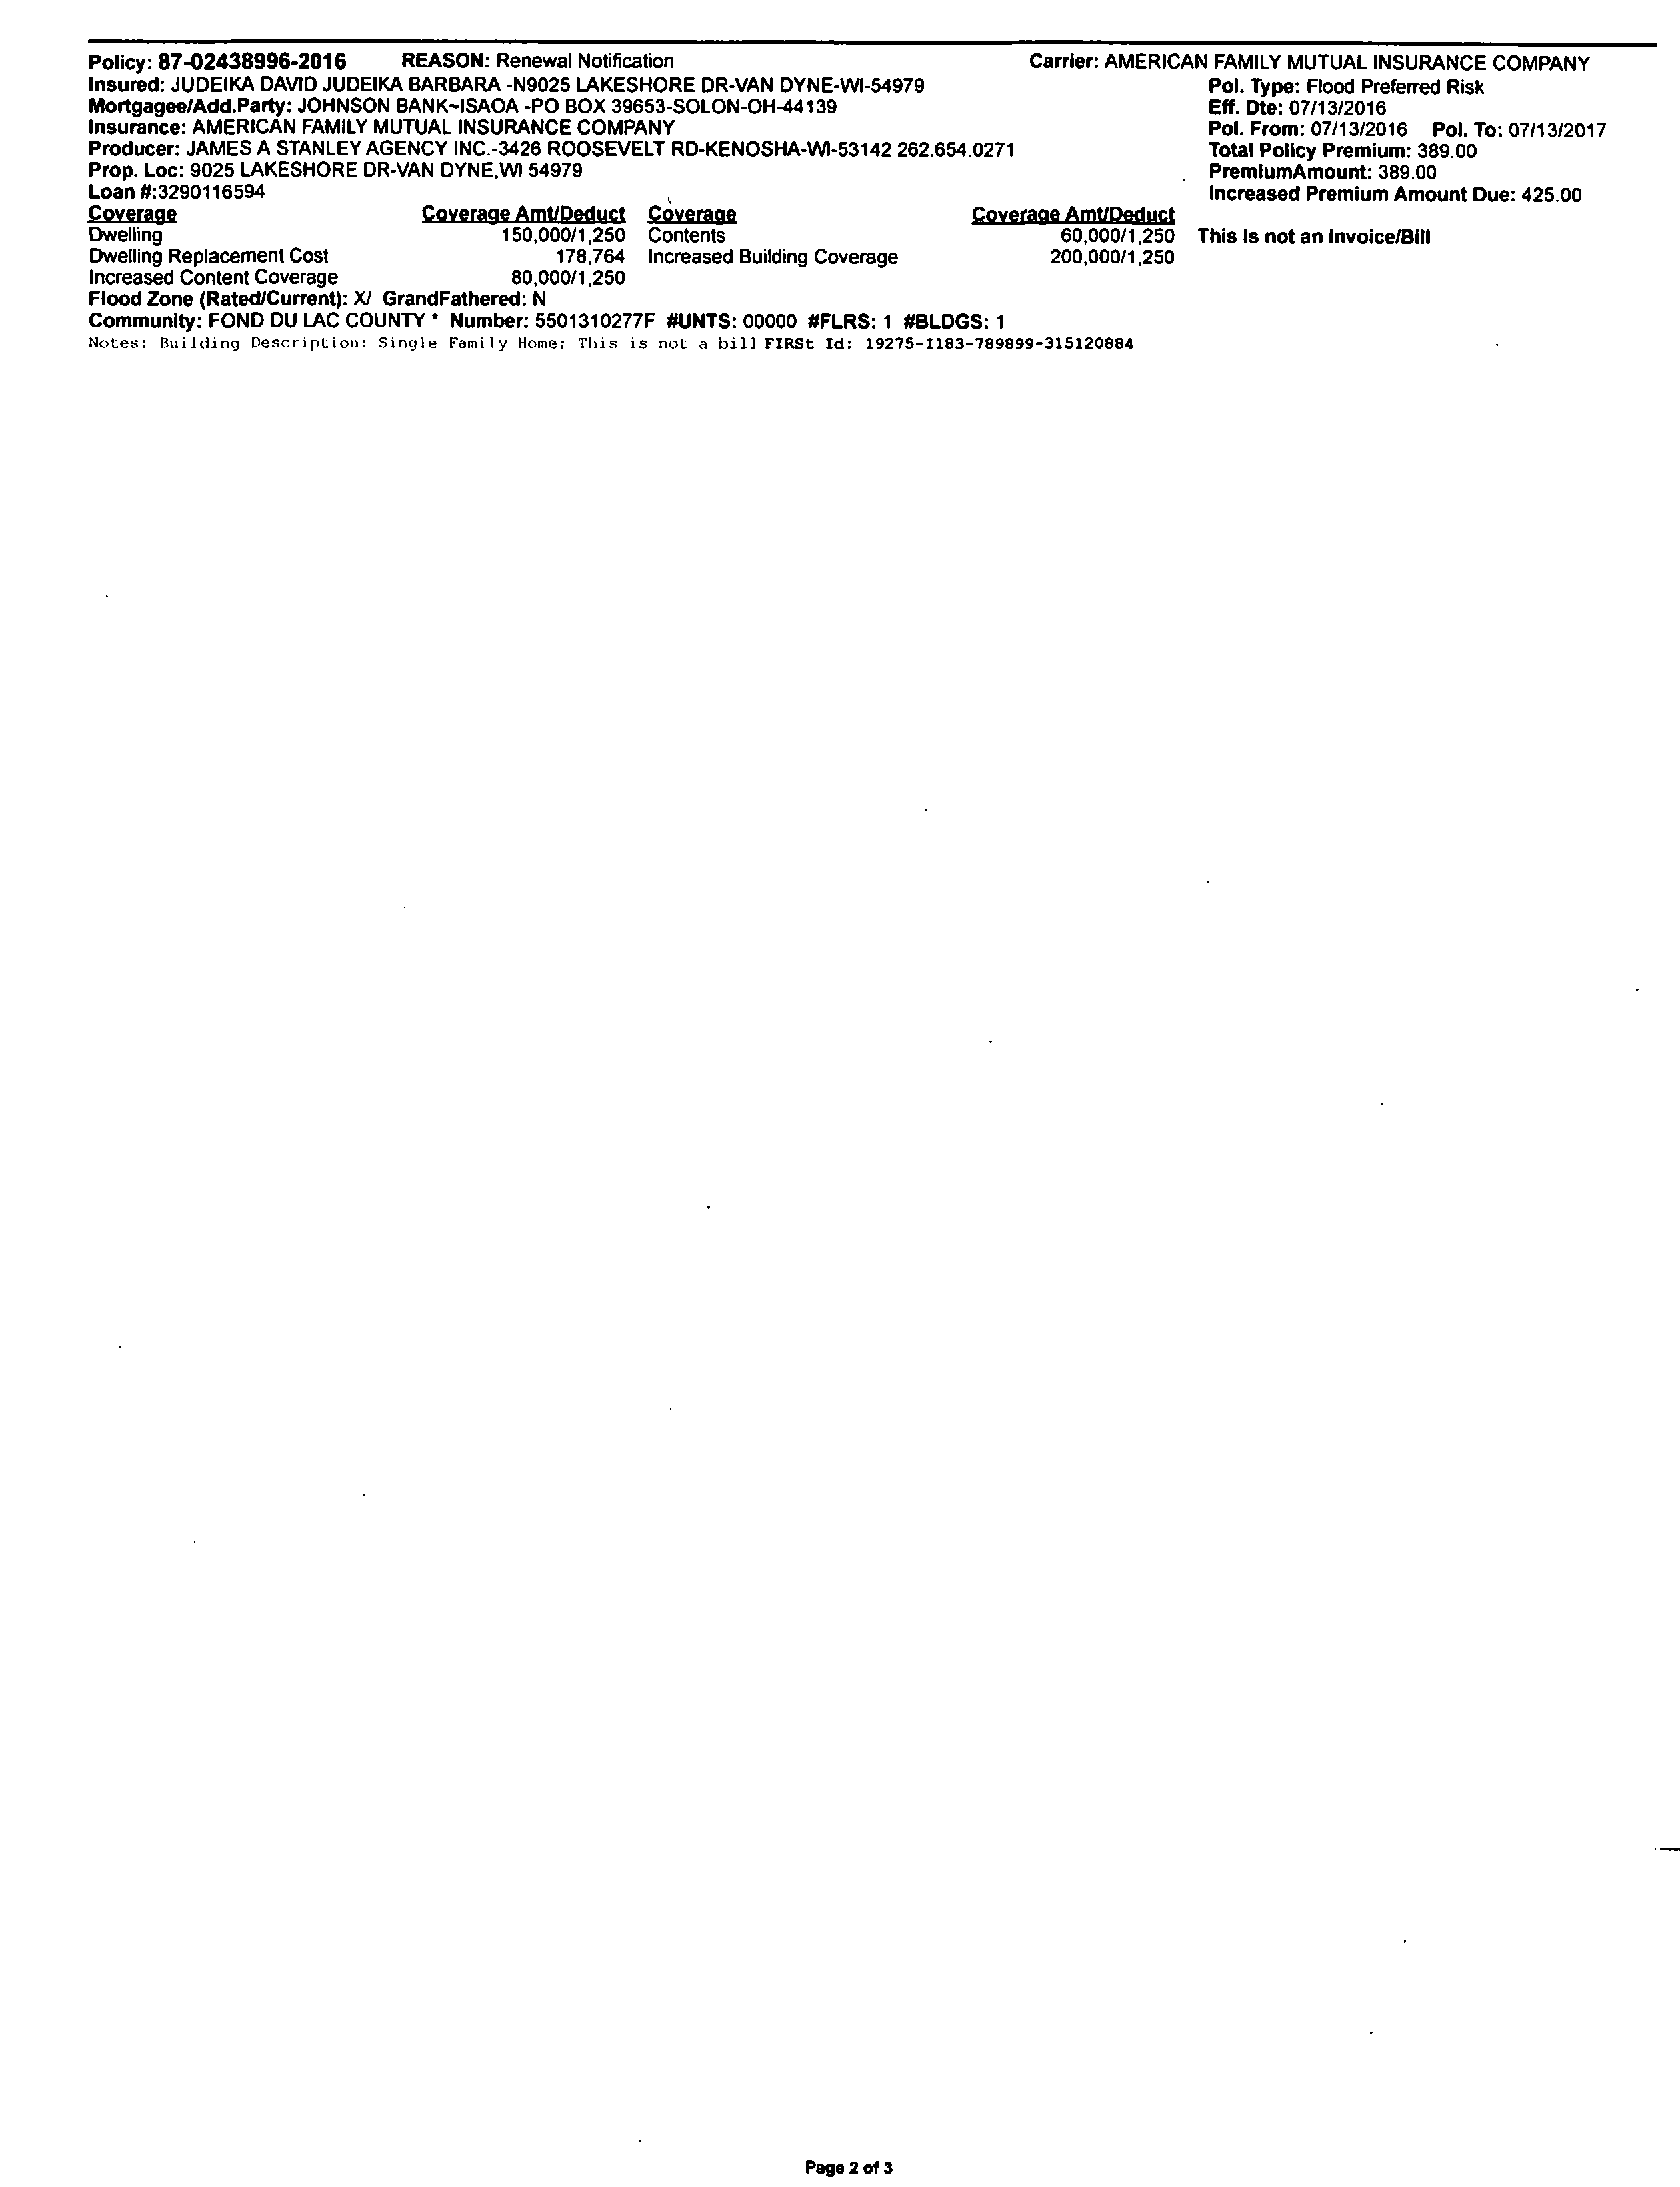 Policy: 87-02438996-2016 REASON: Renewal Notification Carrier: AMERICAN FAMILY MUTUAL INSURANCE COMPANY
Insured: JUDEIKA DAVID JUDEIKA BARBARA -N9025 LAKESHORE DR-VAN DYNE-WI-54979 Pol. Type: Flood Preferred Risk
Mortgagee/Add.Party: JOHNSON BANK~ISAOA -PO BOX 39653-SOLON-OH-44139 Eff. Dte: 07/13/2016
Insurance: AMERICAN FAMILY MUTUAL INSURANCE COMPANY Pol. From: 07/13/2016 Pol. To: 07/13/2017
Producer: JAMES A STANLEY AGENCY INC.-3426 ROOSEVELT RD-KENOSHA-WI-53142 262.654.0271 Total Policy Premium: 389.00
Prop. Loc: 9025 LAKESHORE DR-VAN DYNE,WI 54979 PremiumAmount: 389.00
Loan #:3290116594 Increased Premium Amount Due: 425.00
Coverage Coverage Amt/Deduct Coverage Coverage Amt/Deduct
Dwelling 150,000/1,250 Contents 60,000/1,250 This is not an Invoice/Bill
Dwelling Replacement Cost 178,764 Increased Building Coverage 200,000/1,250
Increased Content Coverage 80,000/1,250
Flood Zone (Rated/Current): X/ GrandFathered: N
Community: FOND DU LAC COUNTY * Number: 5501310277F #UNTS: 00000 #FLRS: 1 #BLDGS: 1
Notes: Building Description: Single Family Home; This is not a bill FIRSt Id: 19275-I183-789899-315120884
Page 2 of 3